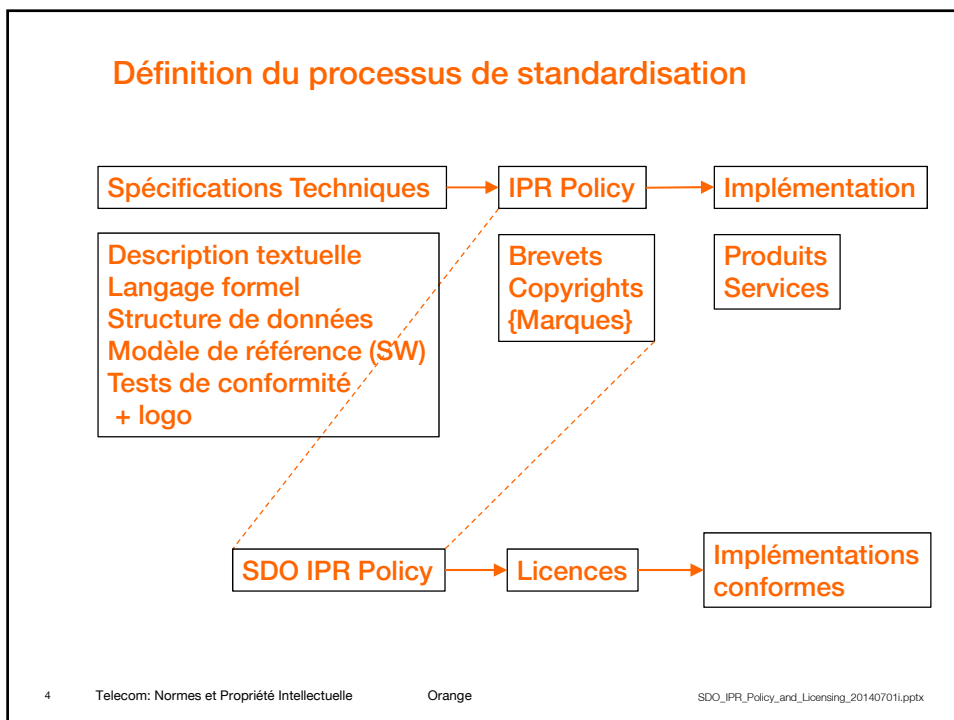 Définition du processus de standardisation
Spécifications Techniques
IPR Policy
Implémentation
Description textuelle
Langage formel
Structure de données
Modèle de référence (SW)
Tests de conformité
+ logo
Brevets
Copyrights
{Marques}
Produits
Services
SDO IPR Policy
Licences
Implémentations
conformes
4 Telecom: Normes et Propriété Intellectuelle Orange SDO_IPR_Policy_and_Licensing_20140701i.pptx